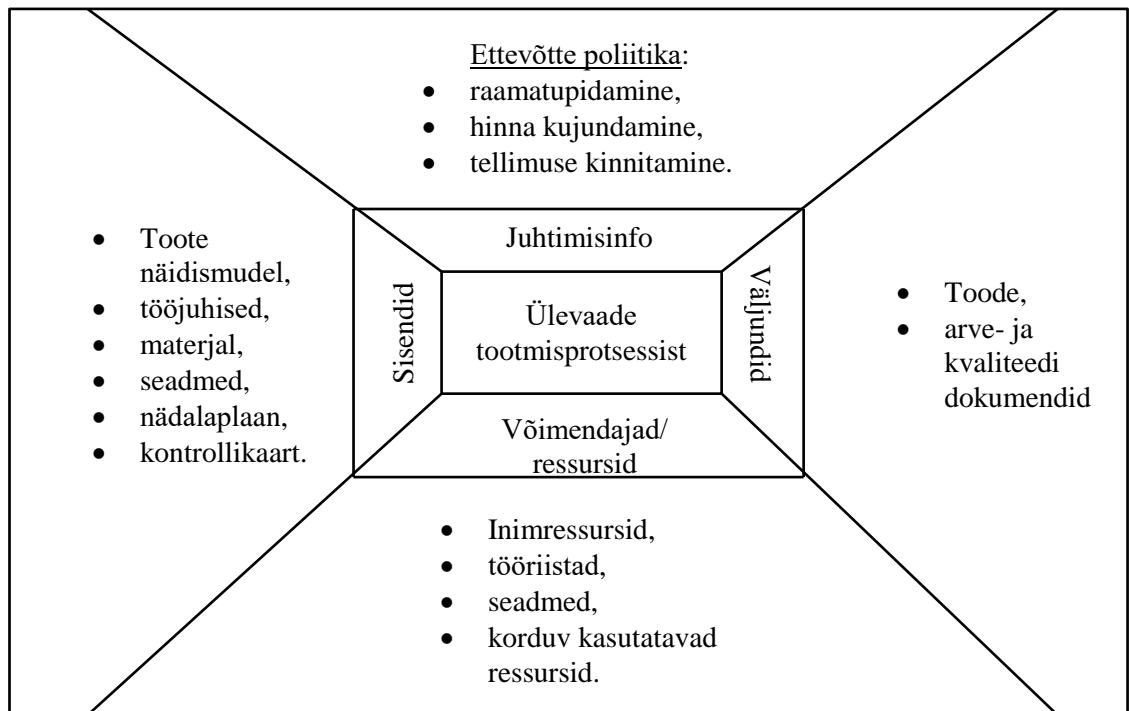 Ettevõtte poliitika:
• raamatupidamine,
• hinna kujundamine,
• tellimuse kinnitamine.
Juhtimisinfo
• Toote
näidismudel,
• tööjuhised,
• materjal,
• seadmed,
• nädalaplaan,
• kontrollikaart.
Sisendid
Ülevaade
tootmisprotsessist
Väljundid
• Toode,
• arve- ja
kvaliteedi
dokumendid
Võimendajad/
ressursid
• Inimressursid,
• tööriistad,
• seadmed,
• korduv kasutatavad
ressursid.